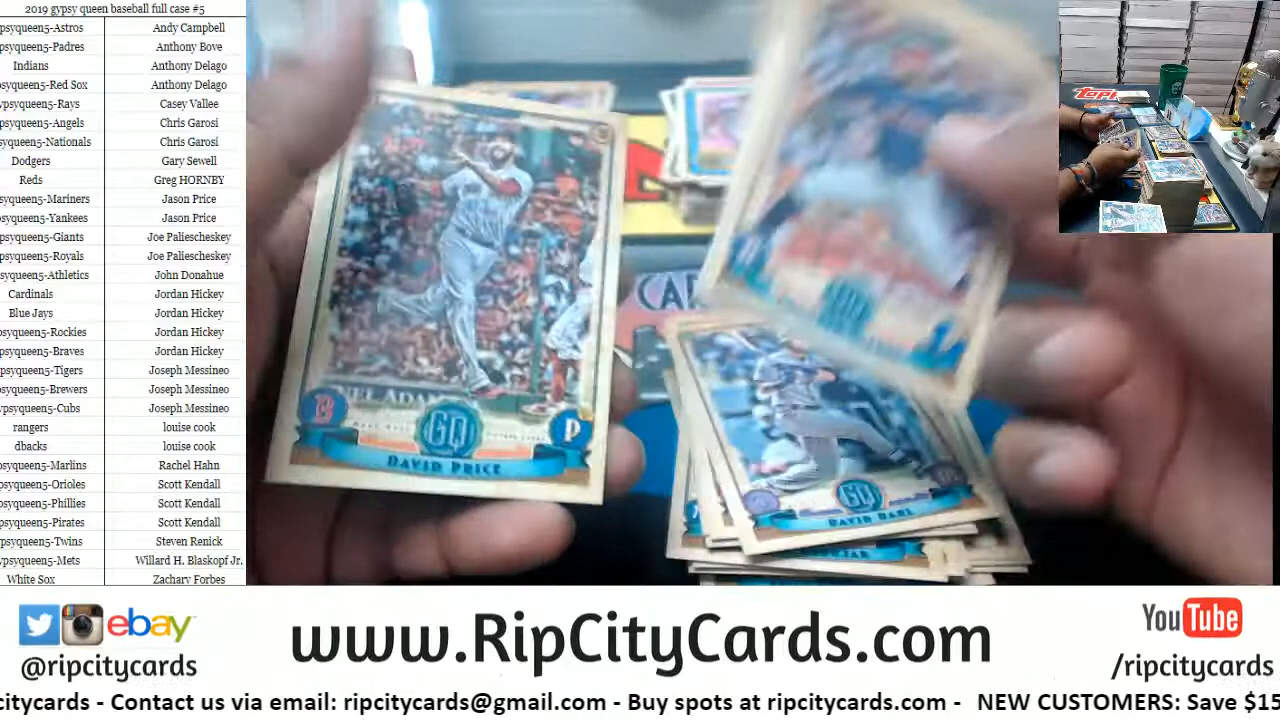 2019 gypsy queen baseball full case #5
psyqueen5-Astros Andy Campbell
psyqueen5-Padres Anthony Bove
Indians Anthony Delago
psyqueen5-Red Sox Anthony Delago
ypsyqueen5-Rays Casey Vallee
psyqueen5-Angels Chris Garosi
psyqueen5-Nationals Chris Garosi
Dodgers Gary Sewell
Reds Greg HORNBY
psyqueen5-Mariners Jason Price
psyqueen5-Yankees Jason Price
psyqueen5-Giants Joe Paliescheskey
psyqueen5-Royals Joe Paliescheskey
psyqueen5-Athletics John Donahue
Cardinals Jordan Hickey
Blue Jays Jordan Hickey
psyqueen5-Rockies Jordan Hickey
psyqueen5-Braves Jordan Hickey
psyqueen5-Tigers Joseph Messineo
psyqueen5-Brewers Joseph Messineo
ypsyqueen5-Cubs Joseph Messineo
rangers louise cook
dbacks louise cook
psyqueen5-Marlins Rachel Hahn
psyqueen5-Orioles Scott Kendall
psyqueen5-Phillies Scott Kendall
psyqueen5-Pirates Scott Kendall
psyqueen5-Twins Steven Renick
ypsyqueen5-Mets Willard H. Blaskopf Jr.
White Sox Zachary Forbes
B GQ P
DAVID PRICE
CAR
GQ
DAVID DAHL
topps
ebay
@ripcitycards
www.RipCityCards.com
YouTube
/ripcitycards
citycards - Contact us via email: ripcitycards@gmail.com - Buy spots at ripcitycards.com - NEW CUSTOMERS: Save $15